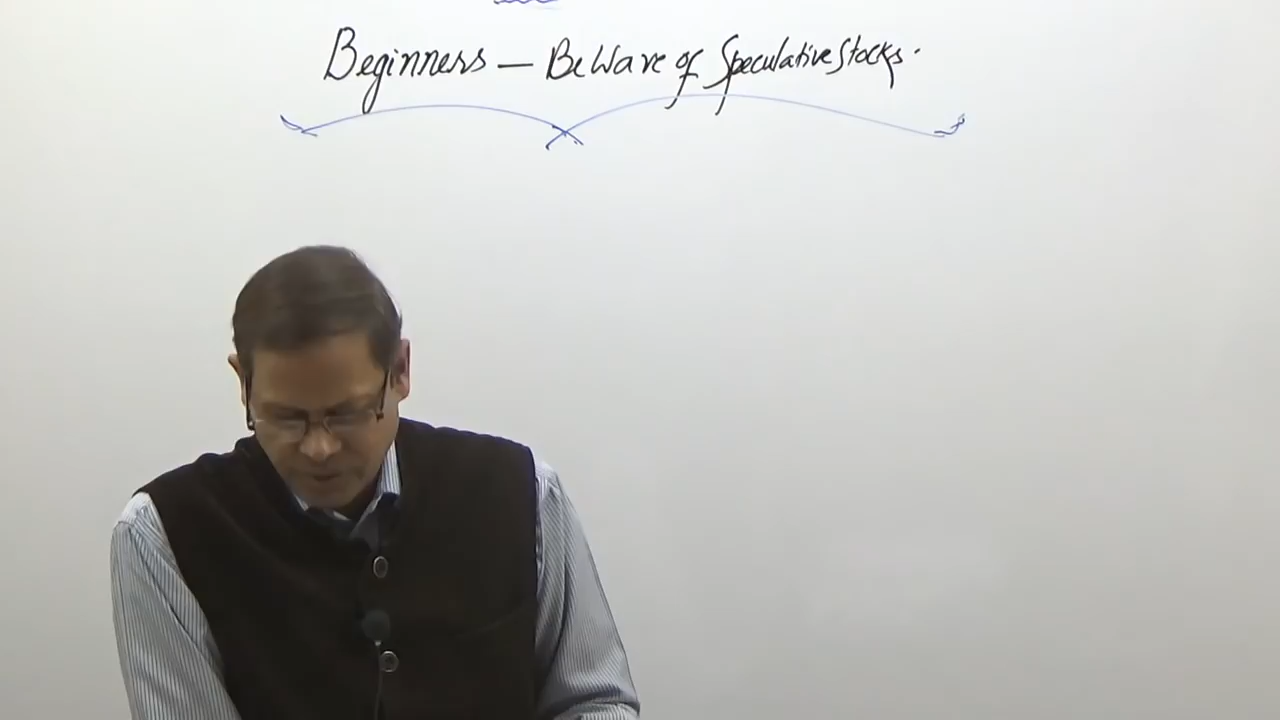 Beginners — BeWare of Speculative Stocks.